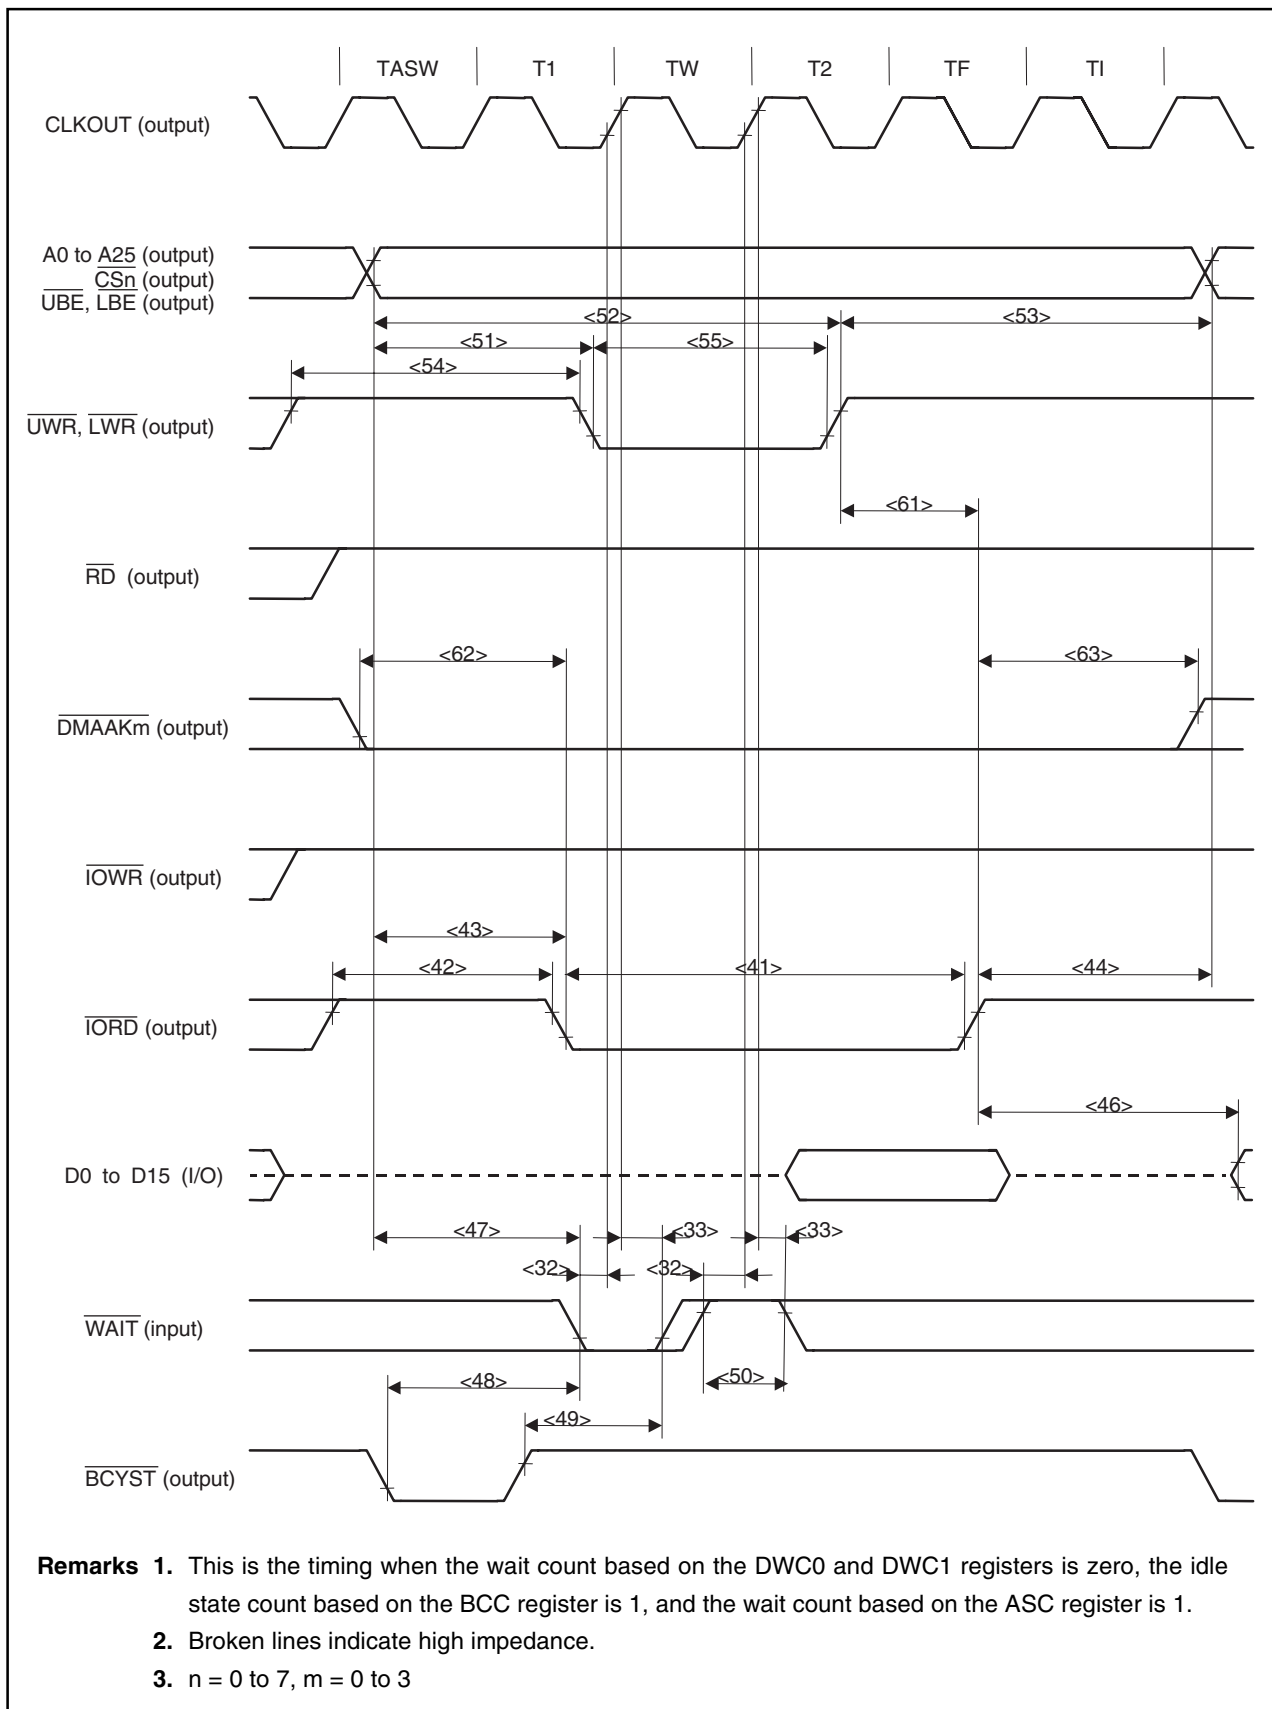 TASW T1 TW T2 TF TI
CLKOUT (output)
A0 to A25 (output)
CSn (output)
UBE, LBE (output)
<52> <53>
<51> <55>
<54>
UWR, LWR (output)
<61>
RD (output)
<62> <63>
DMAAKm (output)
IOWR (output)
<43>
<42> <41> <44>
IORD (output)
<46>
D0 to D15 (I/O)
<47> <33> <33>
<32> <32>
WAIT (input)
<48> <50>
<49>
BCYST (output)
Remarks 1. This is the timing when the wait count based on the DWC0 and DWC1 registers is zero, the idle
state count based on the BCC register is 1, and the wait count based on the ASC register is 1.
2. Broken lines indicate high impedance.
3. n = 0 to 7, m = 0 to 3